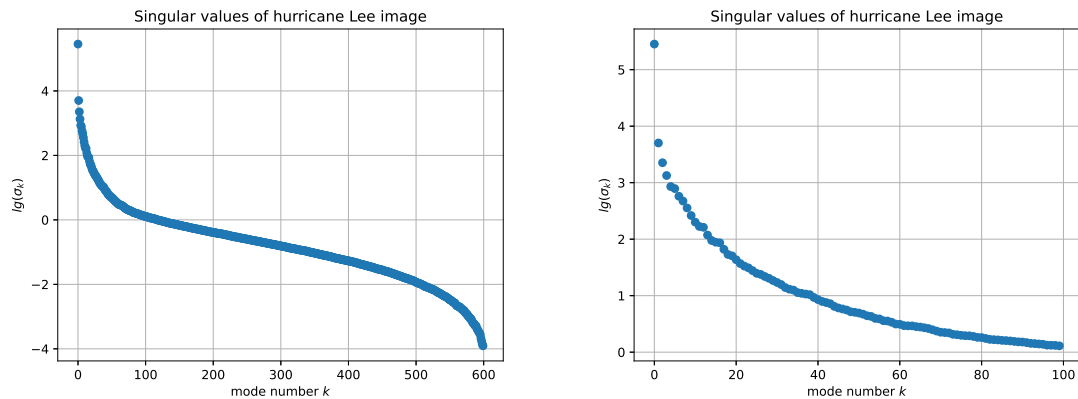 Singular values of hurricane Lee image
4
2
0
−2
−4
lg(σₖ)
0 100 200 300 400 500 600
mode number k
Singular values of hurricane Lee image
5
4
3
2
1
0
lg(σₖ)
0 20 40 60 80 100
mode number k